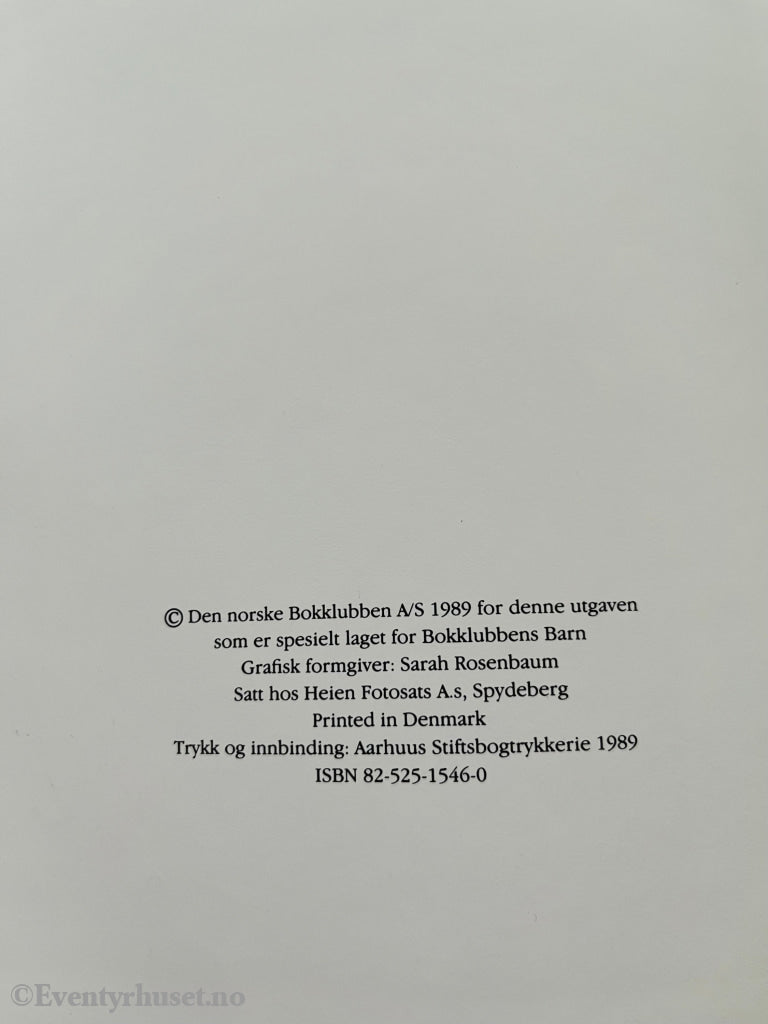 © Den norske Bokklubben A/S 1989 for denne utgaven
som er spesielt laget for Bokklubbens Barn
Grafisk formgiver: Sarah Rosenbaum
Satt hos Heien Fotosats A.s, Spydeberg
Printed in Denmark
Trykk og innbinding: Aarhuus Stiftsbogtrykkerie 1989
ISBN 82-525-1546-0
©Eventyrhuset.no